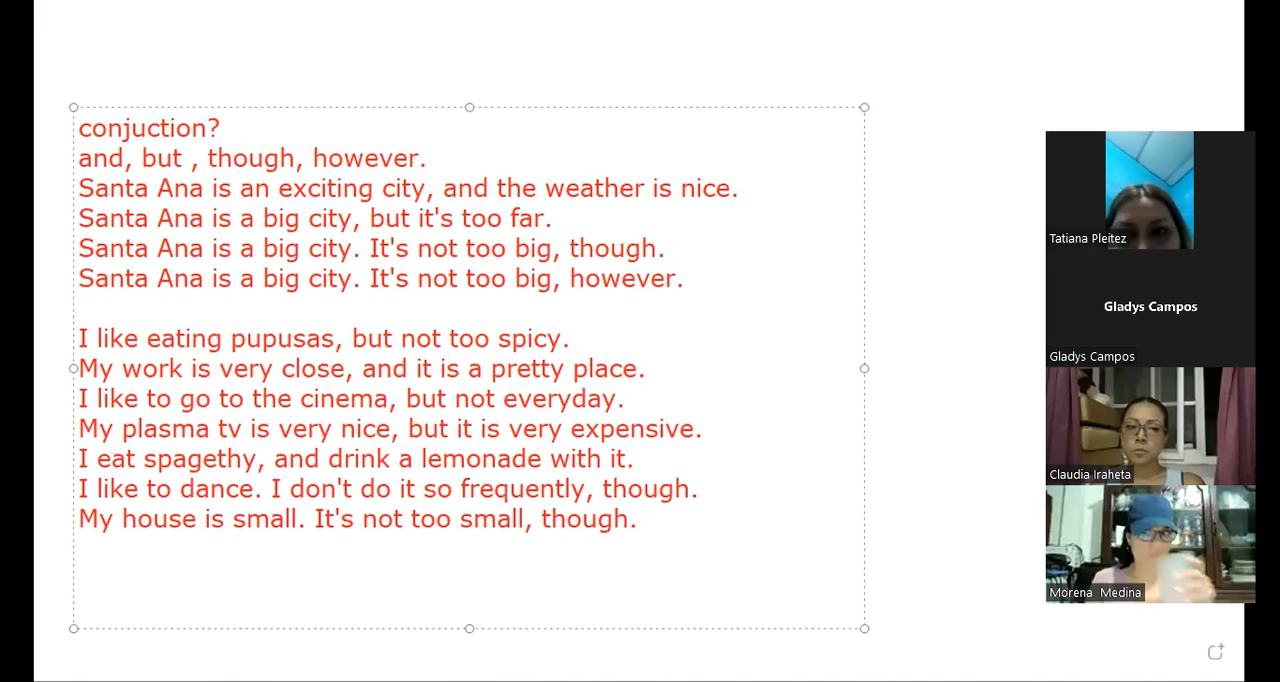 conjuction?
and, but , though, however.
Santa Ana is an exciting city, and the weather is nice.
Santa Ana is a big city, but it's too far.
Santa Ana is a big city. It's not too big, though.
Santa Ana is a big city. It's not too big, however.
I like eating pupusas, but not too spicy.
My work is very close, and it is a pretty place.
I like to go to the cinema, but not everyday.
My plasma tv is very nice, but it is very expensive.
I eat spagethy, and drink a lemonade with it.
I like to dance. I don't do it so frequently, though.
My house is small. It's not too small, though.
Tatiana Pleitez
Gladys Campos
Gladys Campos
Claudia Iraheta
Morena Medina